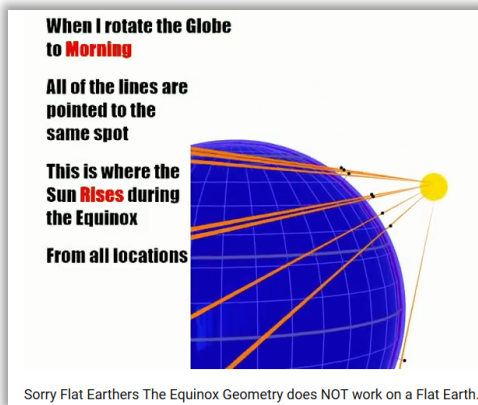 When I rotate the Globe
to Morning
All of the lines are
pointed to the
same spot
This is where the
Sun Rises during
the Equinox
From all locations
Sorry Flat Earthers The Equinox Geometry does NOT work on a Flat Earth.